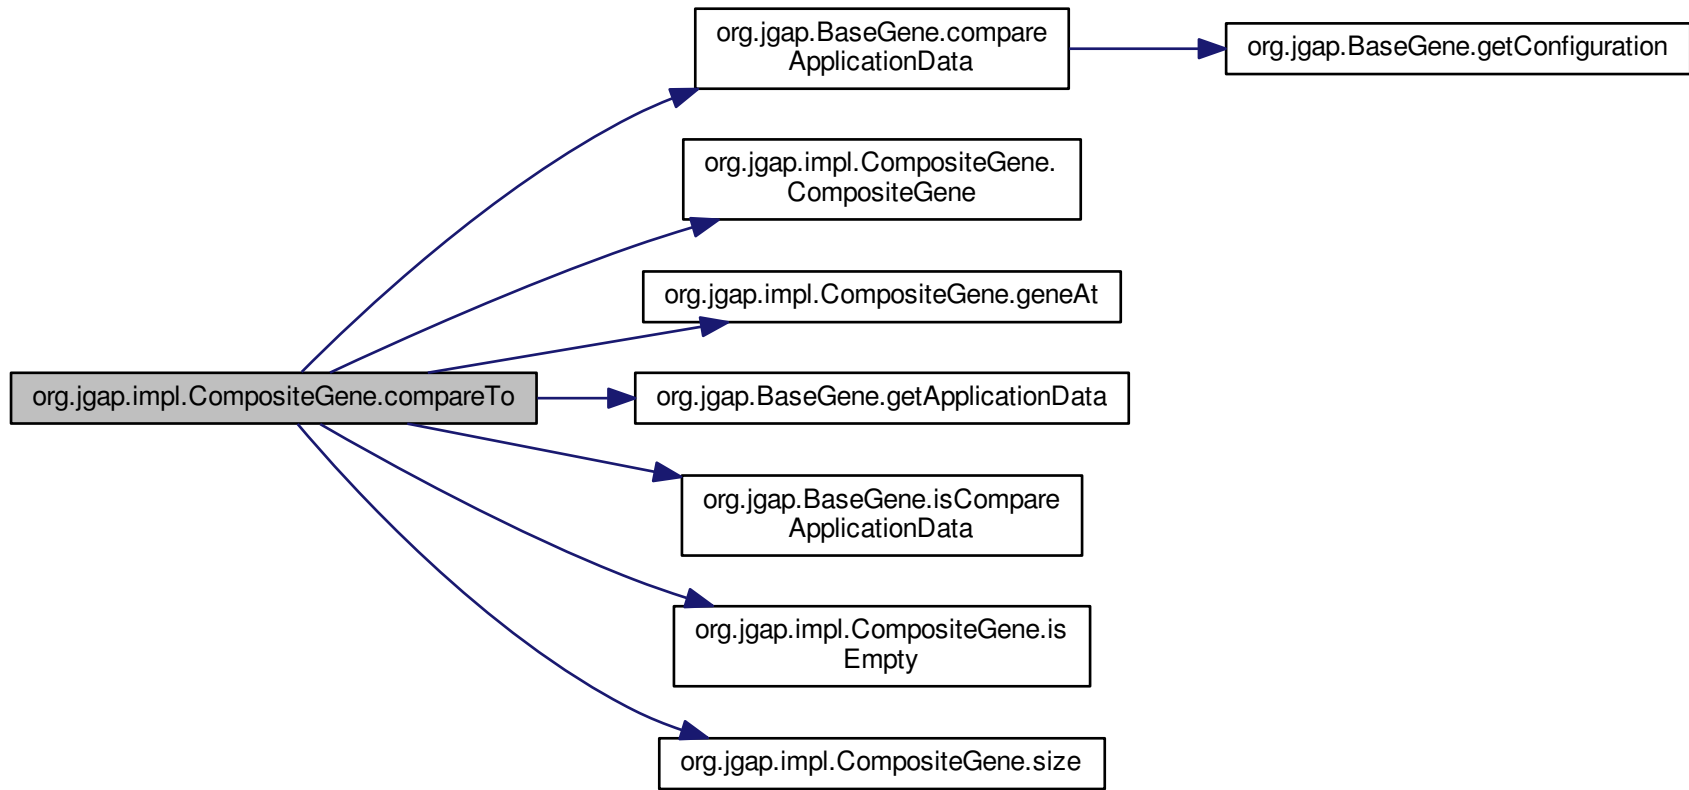 org.jgap.BaseGene.compare
ApplicationData
org.jgap.BaseGene.getConfiguration
org.jgap.impl.CompositeGene.
CompositeGene
org.jgap.impl.CompositeGene.geneAt
org.jgap.impl.CompositeGene.compareTo
org.jgap.BaseGene.getApplicationData
org.jgap.BaseGene.isCompare
ApplicationData
org.jgap.impl.CompositeGene.is
Empty
org.jgap.impl.CompositeGene.size